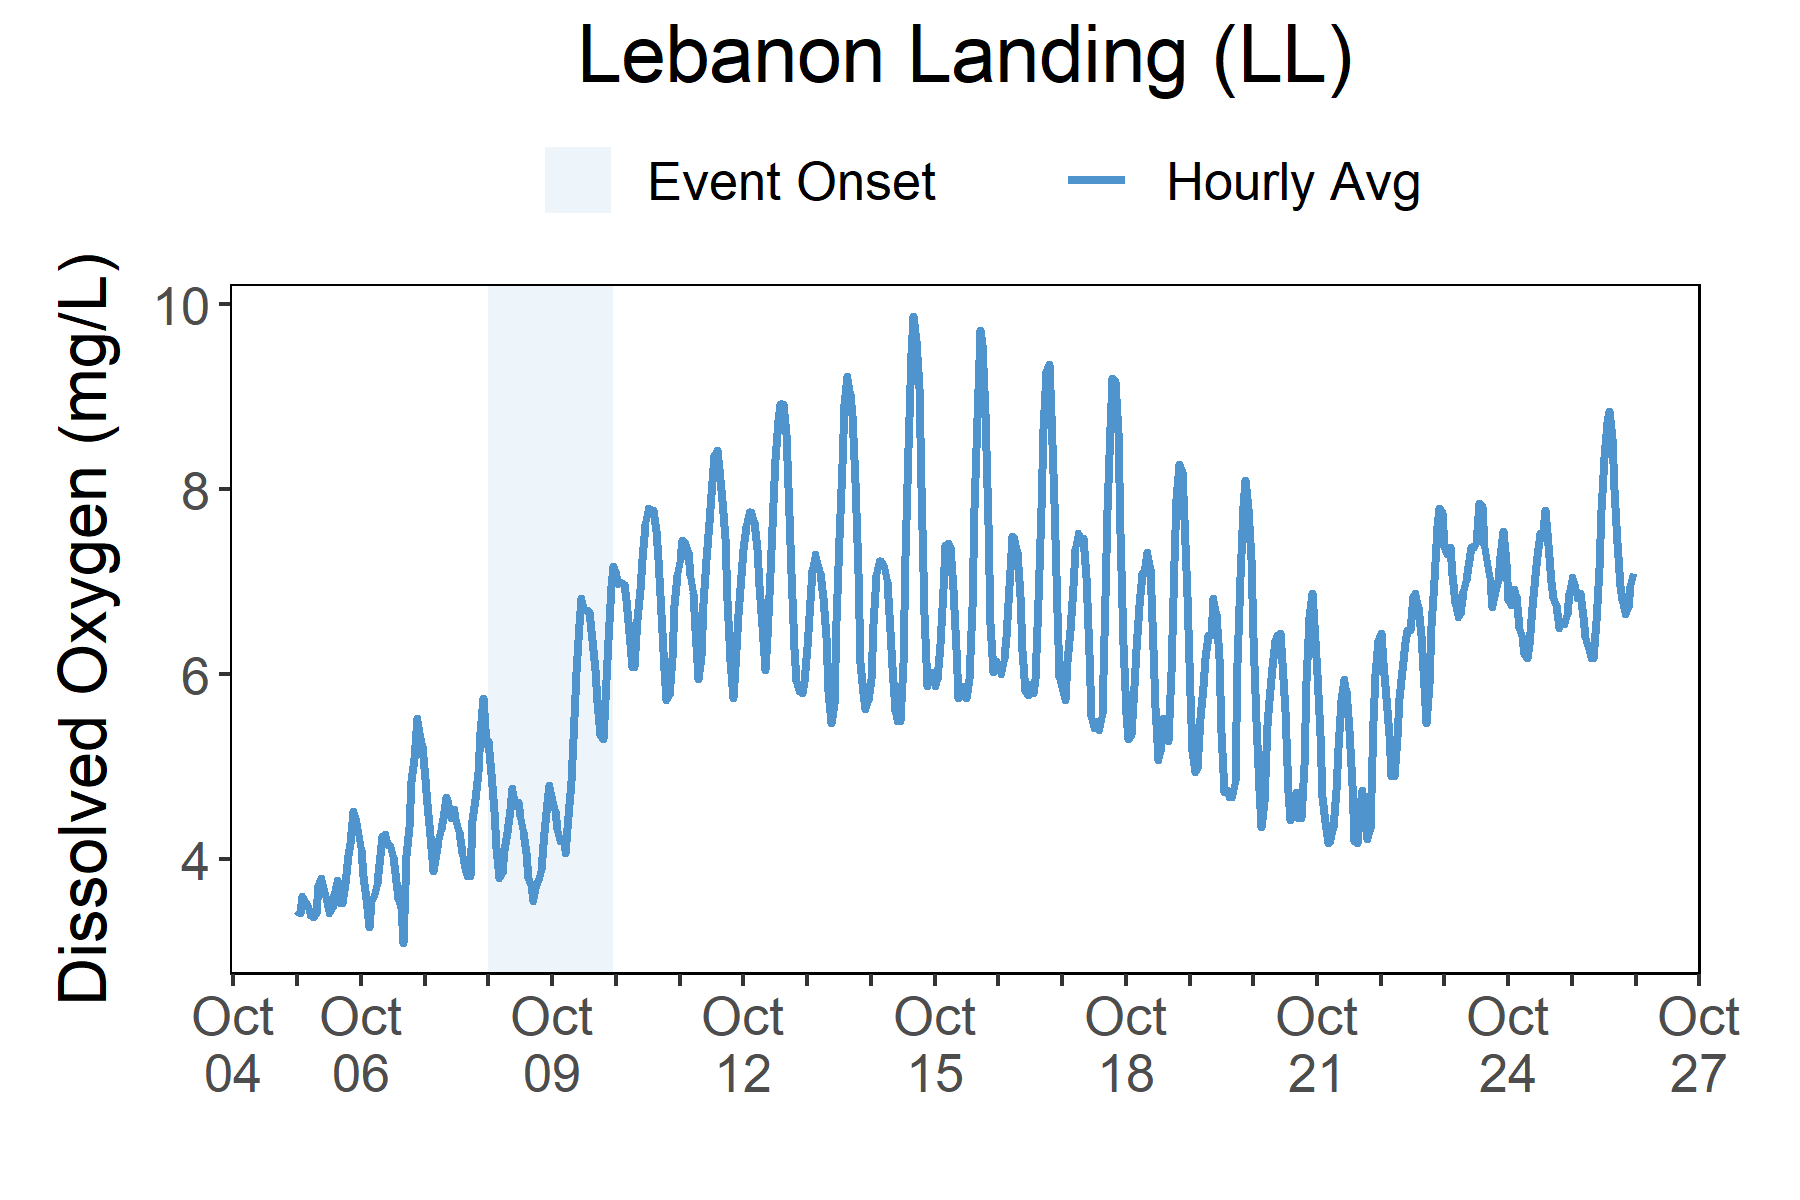 Lebanon Landing (LL)
Event Onset
Hourly Avg
Dissolved Oxygen (mg/L)
10
8
6
4
Oct Oct Oct Oct Oct Oct Oct Oct Oct
04 06 09 12 15 18 21 24 27